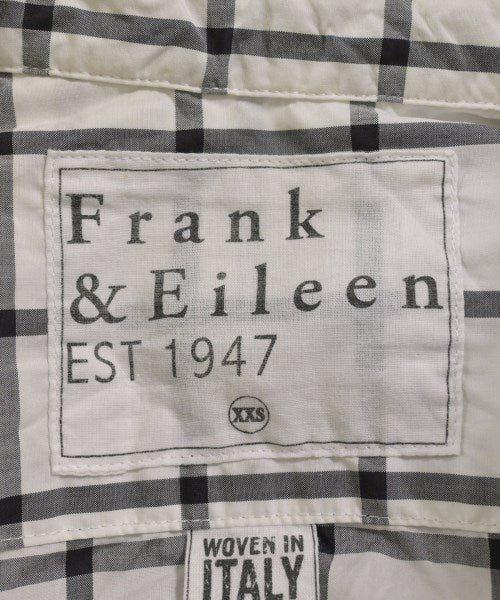 Frank
& Eileen
EST 1947
XXS
WOVEN IN
ITALY